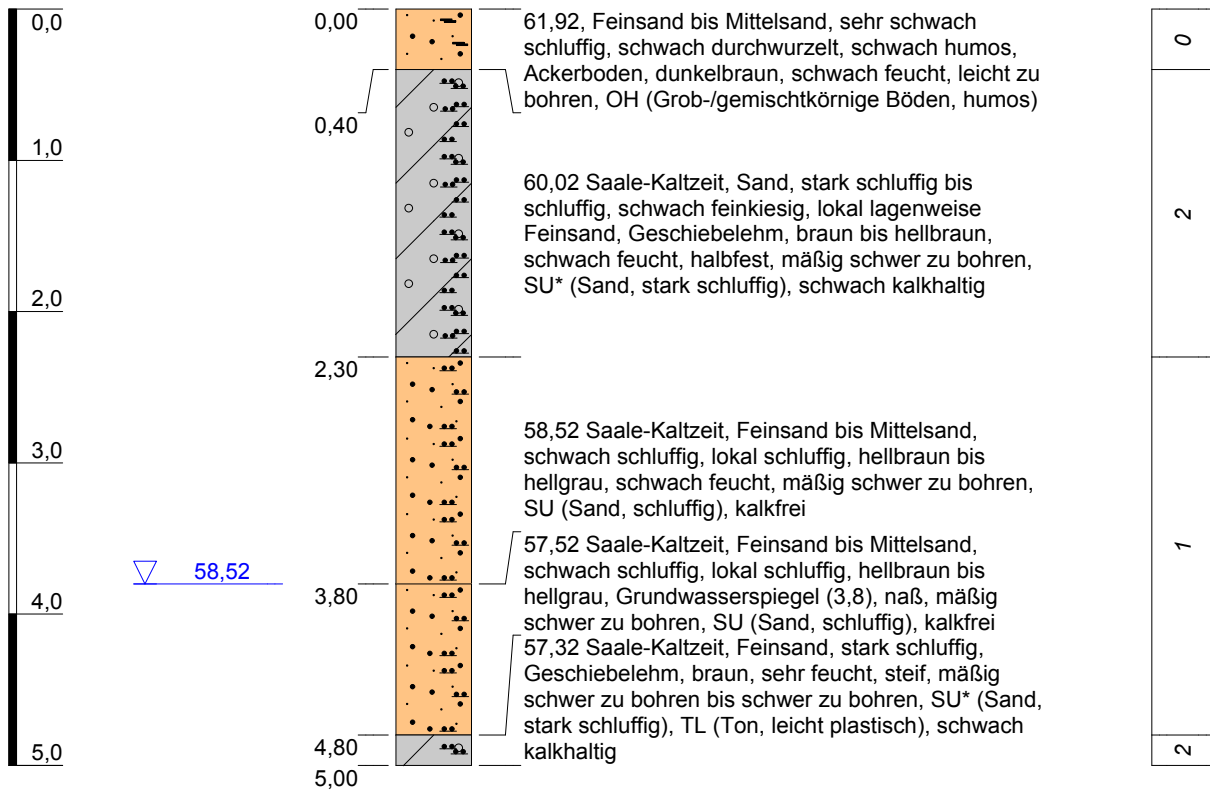 0,0
0,00
61,92, Feinsand bis Mittelsand, sehr schwach
schluffig, schwach durchwurzelt, schwach humos,
Ackerboden, dunkelbraun, schwach feucht, leicht zu
bohren, OH (Grob-/gemischtkörnige Böden, humos)
0
0,40
1,0
60,02 Saale-Kaltzeit, Sand, stark schluffig bis
schluffig, schwach feinkiesig, lokal lagenweise
Feinsand, Geschiebelehm, braun bis hellbraun,
schwach feucht, halbfest, mäßig schwer zu bohren,
SU* (Sand, stark schluffig), schwach kalkhaltig
2
2,0
2,30
3,0
58,52 Saale-Kaltzeit, Feinsand bis Mittelsand,
schwach schluffig, lokal schluffig, hellbraun bis
hellgrau, schwach feucht, mäßig schwer zu bohren,
SU (Sand, schluffig), kalkfrei
1
58,52
3,80
4,0
57,52 Saale-Kaltzeit, Feinsand bis Mittelsand,
schwach schluffig, lokal schluffig, hellbraun bis
hellgrau, Grundwasserspiegel (3,8), naß, mäßig
schwer zu bohren, SU (Sand, schluffig), kalkfrei
57,32 Saale-Kaltzeit, Feinsand, stark schluffig,
Geschiebelehm, braun, sehr feucht, steif, mäßig
schwer zu bohren bis schwer zu bohren, SU* (Sand,
stark schluffig), TL (Ton, leicht plastisch), schwach
kalkhaltig
4,80
2
5,0
5,00